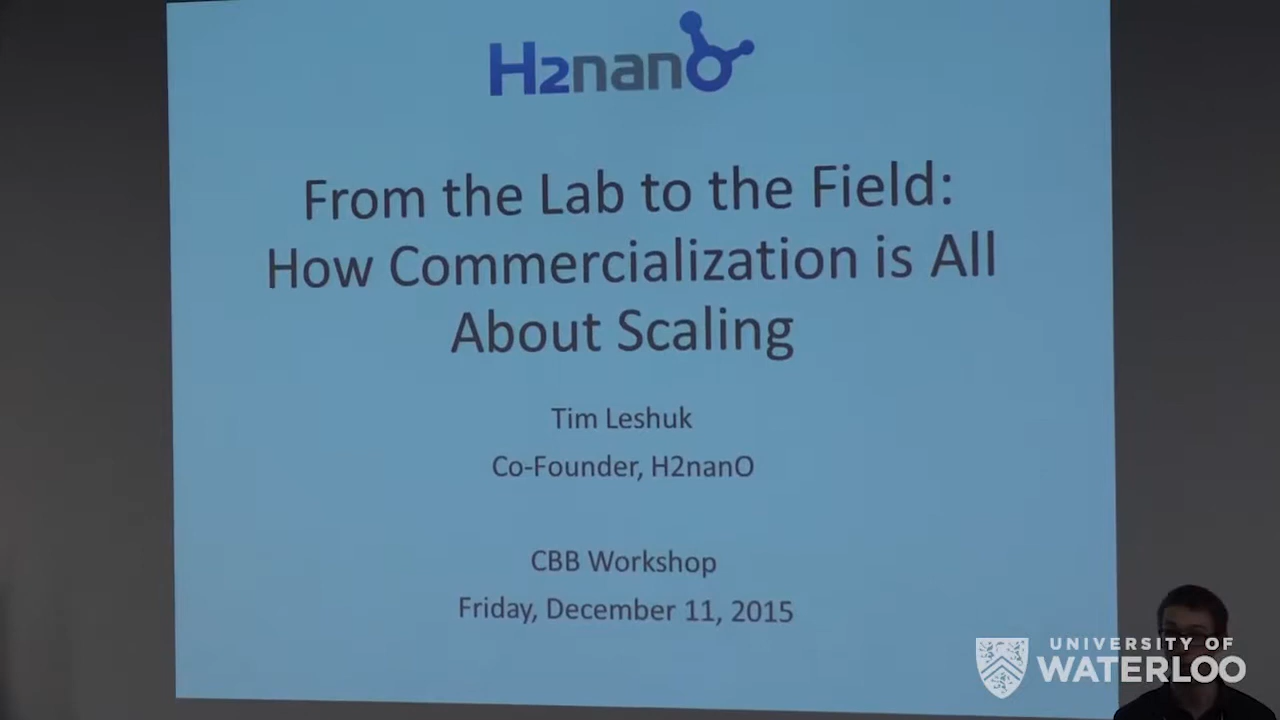 H2nanO
From the Lab to the Field:
How Commercialization is All
About Scaling
Tim Leshuk
Co-Founder, H2nanO
CBB Workshop
Friday, December 11, 2015
UNIVERSITY OF
WATERLOO